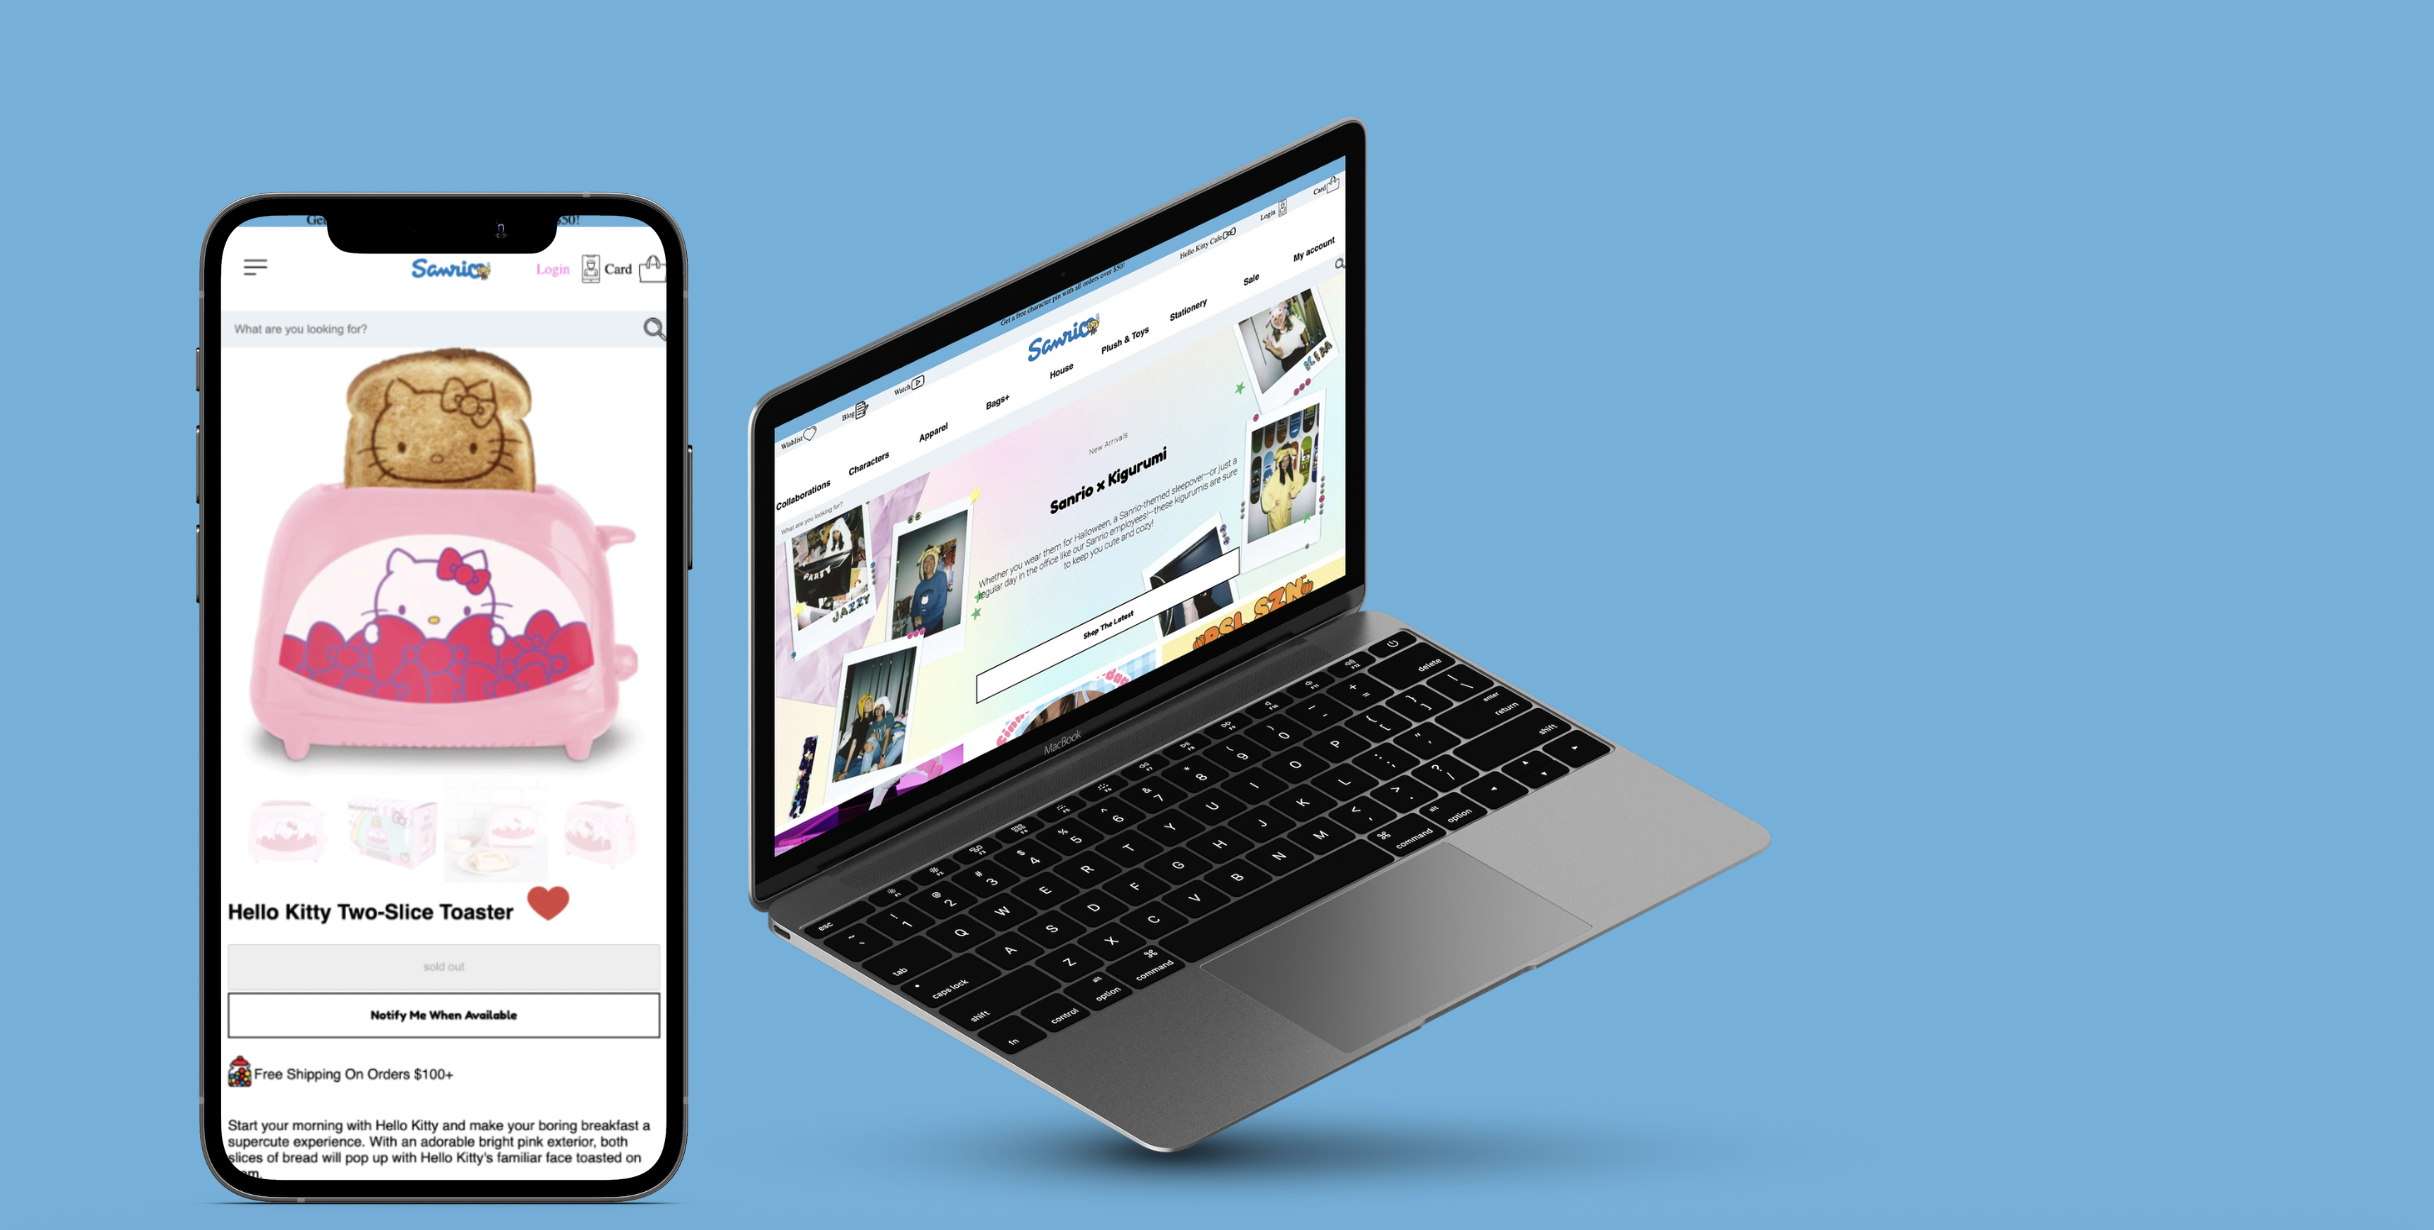 $50!
Sanrio
Login
Card
What are you looking for?
Hello Kitty Two-Slice Toaster
sold out
Notify Me When Available
Free Shipping On Orders $100+
Start your morning with Hello Kitty and make your boring breakfast a
supercute experience. With an adorable bright pink exterior, both
slices of bread will pop up with Hello Kitty's familiar face toasted on
Get a free character pin with all orders over $50!
Wishlist
Blog
Watch
Sanrio
Hello Kitty Cafe
Login
Card
Collaborations
Characters
Apparel
Bags+
House
Plush & Toys
Stationery
Sale
My account
What are you looking for?
New Arrivals
Sanrio x Kigurumi
Whether you wear them for Halloween, a Sanrio-themed sleepover—or just a
regular day in the office like our Sanrio employees!—these kigurumis are sure
to keep you cute and cozy!
Shop The Latest
PARTY
JAZZY
SZN
MacBook
esc
delete
tab
caps lock
enter
return
shift
shift
fn
control
alt
option
command
command
alt
option
~ ` ! 1 @ 2 # 3 $ 4 % 5 ^ 6 & 7 * 8 ( 9 ) 0 _ - + =
Q W E R T Y U I O P { [ } ] | \
A S D F G H J K L : ; " '
Z X C V B N M < , > . ? /